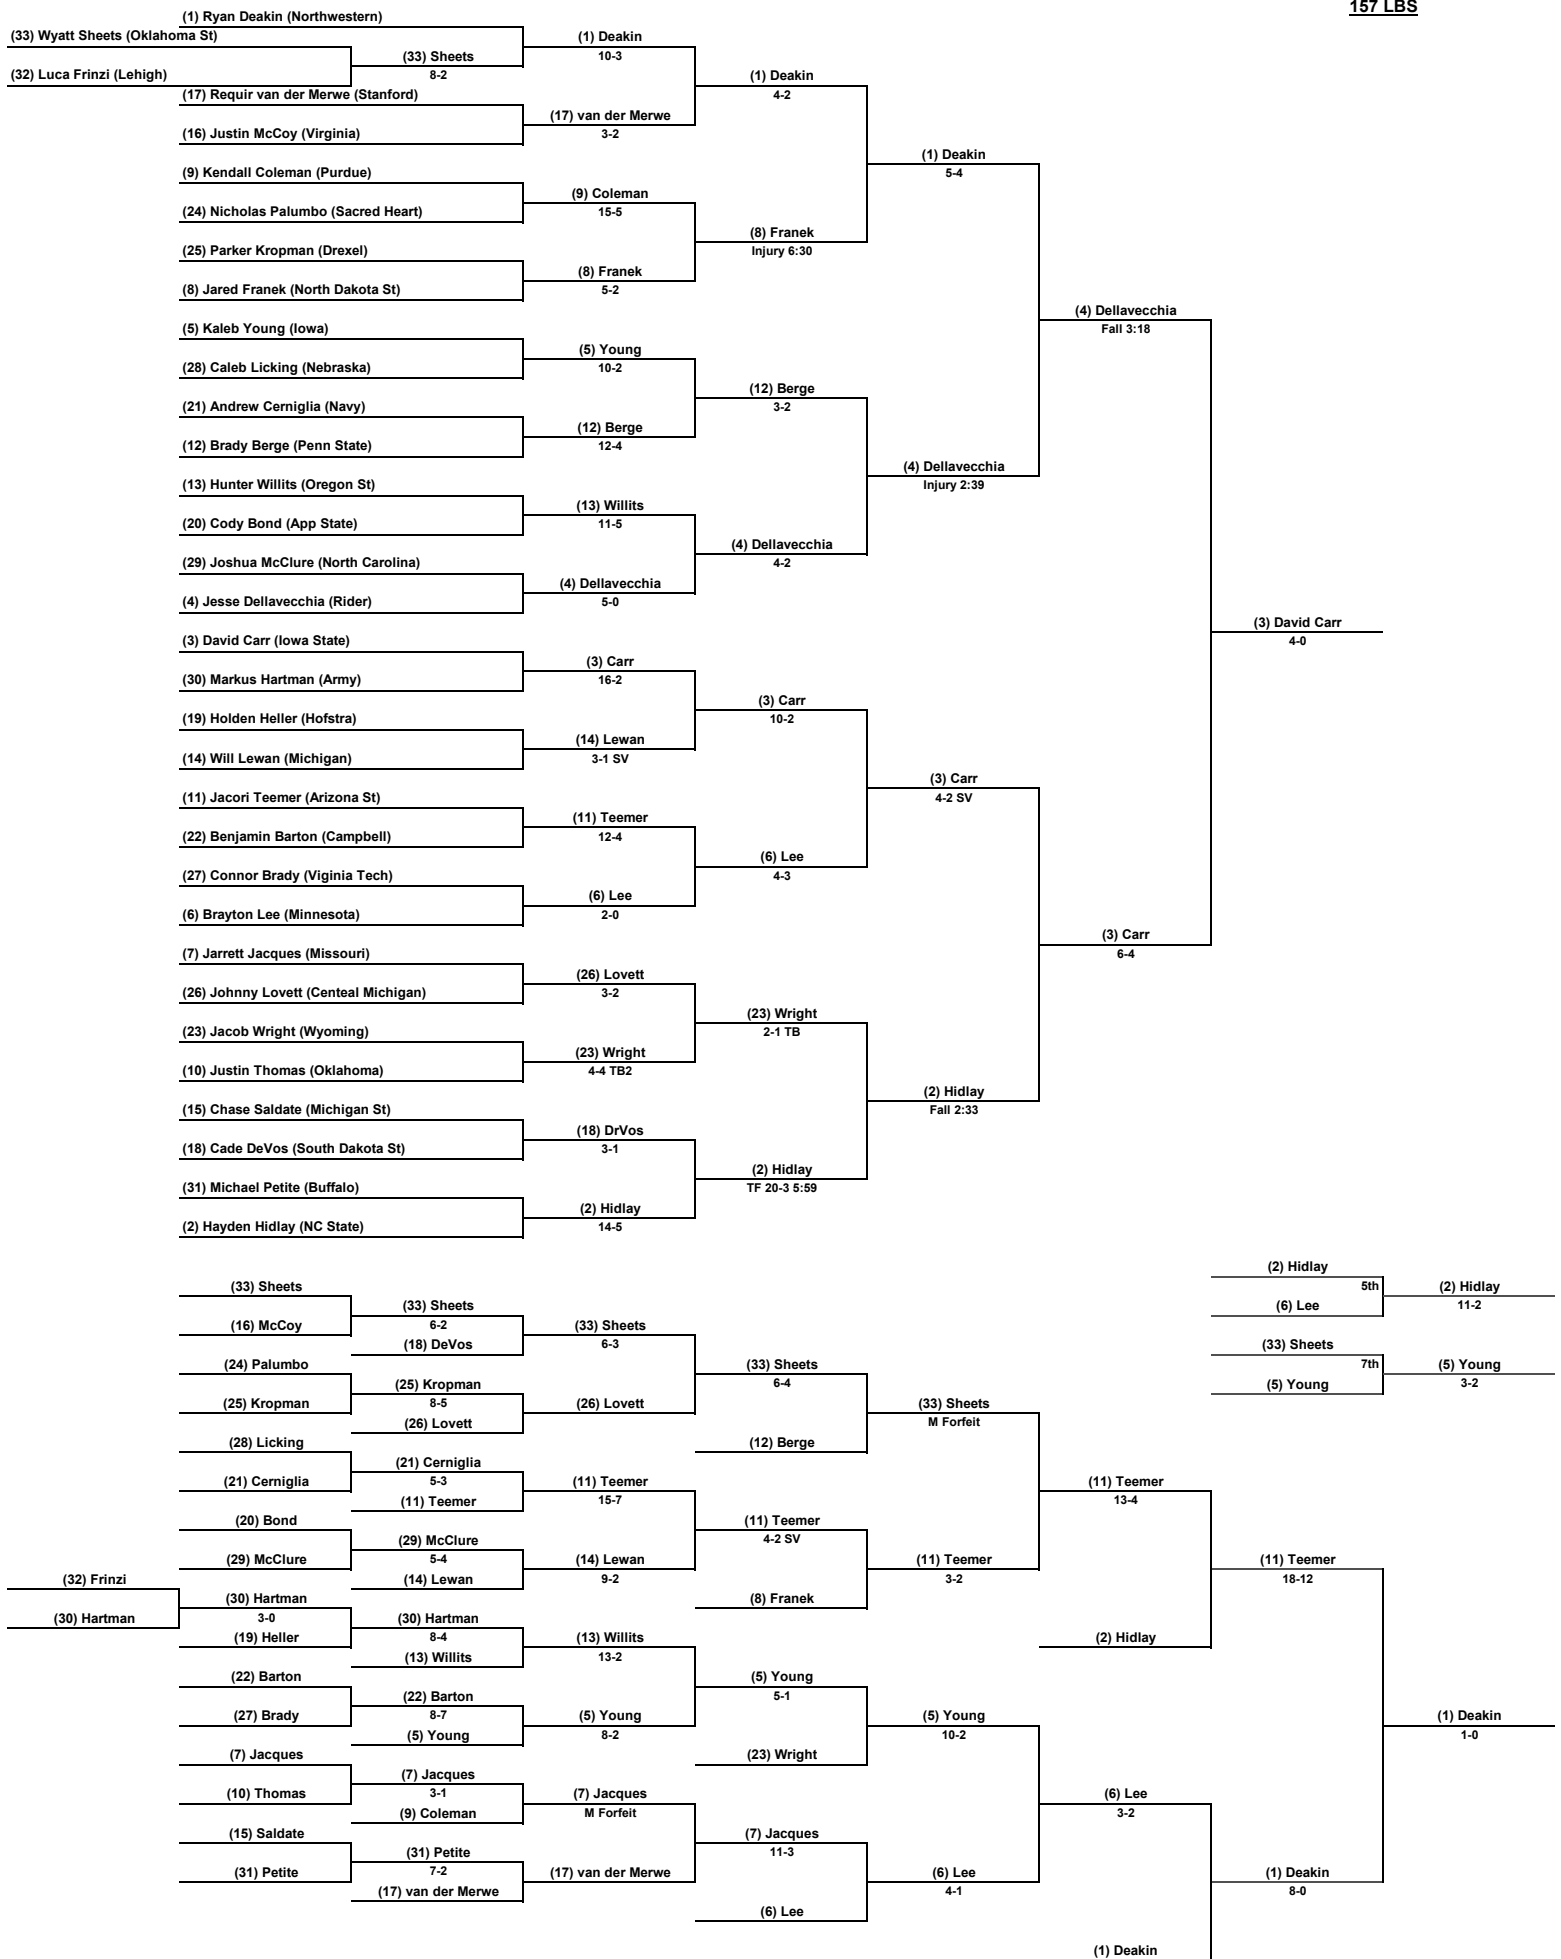 157 LBS
(1) Ryan Deakin (Northwestern)
(33) Wyatt Sheets (Oklahoma St)
(1) Deakin
10-3
(33) Sheets
8-2
(32) Luca Frinzi (Lehigh)
(1) Deakin
4-2
(17) Requir van der Merwe (Stanford)
(17) van der Merwe
3-2
(16) Justin McCoy (Virginia)
(1) Deakin
5-4
(9) Kendall Coleman (Purdue)
(9) Coleman
15-5
(24) Nicholas Palumbo (Sacred Heart)
(8) Franek
Injury 6:30
(25) Parker Kropman (Drexel)
(8) Franek
5-2
(8) Jared Franek (North Dakota St)
(4) Dellavecchia
Fall 3:18
(5) Kaleb Young (Iowa)
(5) Young
10-2
(28) Caleb Licking (Nebraska)
(12) Berge
3-2
(21) Andrew Cerniglia (Navy)
(12) Berge
12-4
(12) Brady Berge (Penn State)
(4) Dellavecchia
Injury 2:39
(13) Hunter Willits (Oregon St)
(13) Willits
11-5
(20) Cody Bond (App State)
(4) Dellavecchia
4-2
(29) Joshua McClure (North Carolina)
(4) Dellavecchia
5-0
(4) Jesse Dellavecchia (Rider)
(3) David Carr
4-0
(3) David Carr (Iowa State)
(3) Carr
16-2
(30) Markus Hartman (Army)
(3) Carr
10-2
(19) Holden Heller (Hofstra)
(14) Lewan
3-1 SV
(14) Will Lewan (Michigan)
(3) Carr
4-2 SV
(11) Jacori Teemer (Arizona St)
(11) Teemer
12-4
(22) Benjamin Barton (Campbell)
(6) Lee
4-3
(27) Connor Brady (Viginia Tech)
(6) Lee
2-0
(6) Brayton Lee (Minnesota)
(3) Carr
6-4
(7) Jarrett Jacques (Missouri)
(26) Lovett
3-2
(26) Johnny Lovett (Centeal Michigan)
(23) Wright
2-1 TB
(23) Jacob Wright (Wyoming)
(23) Wright
4-4 TB2
(10) Justin Thomas (Oklahoma)
(2) Hidlay
Fall 2:33
(15) Chase Saldate (Michigan St)
(18) DrVos
3-1
(18) Cade DeVos (South Dakota St)
(2) Hidlay
TF 20-3 5:59
(31) Michael Petite (Buffalo)
(2) Hidlay
14-5
(2) Hayden Hidlay (NC State)
(2) Hidlay
5th
(2) Hidlay
11-2
(6) Lee
(33) Sheets
7th
(5) Young
3-2
(5) Young
(33) Sheets
(33) Sheets
6-2
(16) McCoy
(33) Sheets
6-3
(18) DeVos
(24) Palumbo
(33) Sheets
6-4
(25) Kropman
8-5
(25) Kropman
(26) Lovett
(26) Lovett
(33) Sheets
M Forfeit
(28) Licking
(12) Berge
(21) Cerniglia
5-3
(21) Cerniglia
(11) Teemer
15-7
(11) Teemer
13-4
(11) Teemer
(20) Bond
(11) Teemer
4-2 SV
(29) McClure
5-4
(29) McClure
(14) Lewan
9-2
(11) Teemer
3-2
(11) Teemer
18-12
(32) Frinzi
(14) Lewan
(30) Hartman
3-0
(8) Franek
(30) Hartman
(30) Hartman
8-4
(19) Heller
(13) Willits
13-2
(2) Hidlay
(13) Willits
(22) Barton
(5) Young
5-1
(22) Barton
8-7
(27) Brady
(5) Young
8-2
(5) Young
10-2
(1) Deakin
1-0
(5) Young
(7) Jacques
(23) Wright
(7) Jacques
3-1
(10) Thomas
(7) Jacques
M Forfeit
(6) Lee
3-2
(9) Coleman
(15) Saldate
(7) Jacques
11-3
(31) Petite
7-2
(31) Petite
(17) van der Merwe
(6) Lee
4-1
(1) Deakin
8-0
(17) van der Merwe
(6) Lee
(1) Deakin